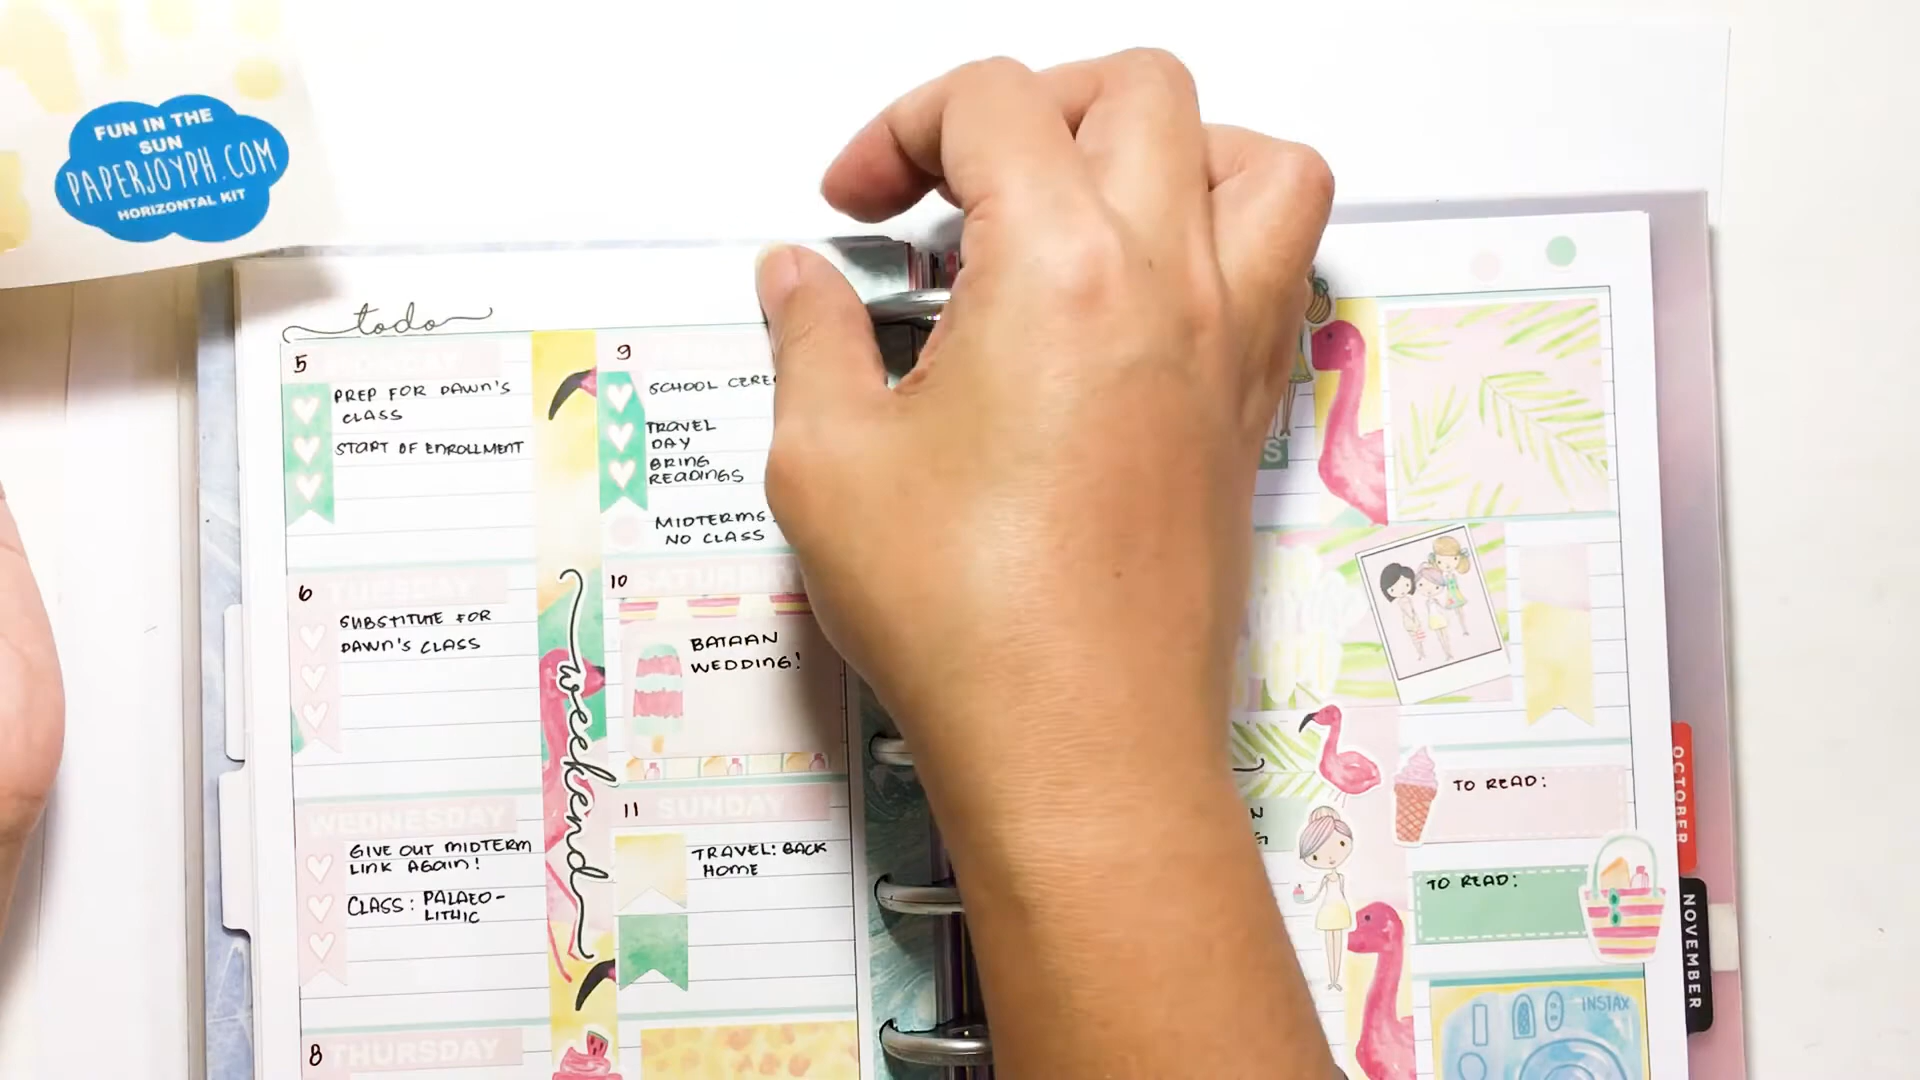 FUN IN THE
SUN
PAPERJOYPH.COM
HORIZONTAL KIT
todo
5 MONDAY
PREP FOR DAWN'S
CLASS
START OF ENROLLMENT
6 TUESDAY
SUBSTITUTE FOR
DAWN'S CLASS
WEDNESDAY
GIVE OUT MIDTERM
LINK AGAIN!
CLASS: PALAEO-
LITHIC
8 THURSDAY
weekend
9
SCHOOL
TRAVEL
DAY
BRING
READINGS
MIDTERMS
NO CLASS
10 SATURDAY
BATAAN
WEDDING!
11 SUNDAY
TRAVEL: BACK
HOME
S
N
TO READ:
TO READ:
INSTAX
OCTOBER
NOVEMBER